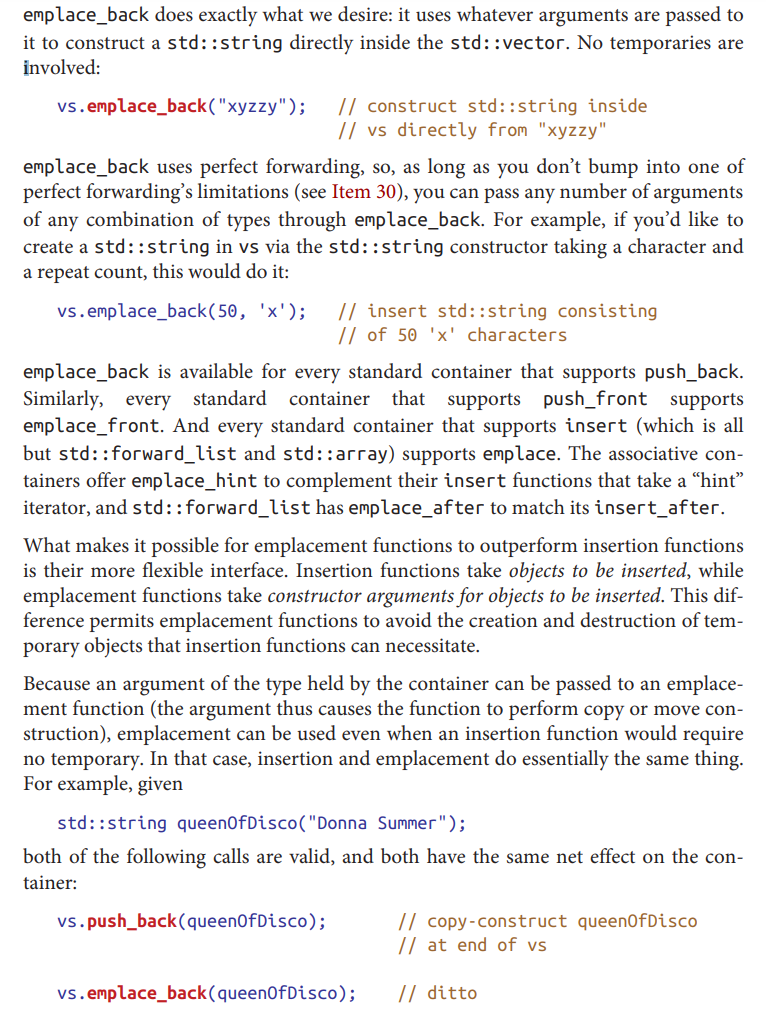 emplace_back does exactly what we desire: it uses whatever arguments are passed to
it to construct a std::string directly inside the std::vector. No temporaries are
involved:
vs.emplace_back("xyzzy"); // construct std::string inside
// vs directly from "xyzzy"
emplace_back uses perfect forwarding, so, as long as you don’t bump into one of
perfect forwarding’s limitations (see Item 30), you can pass any number of arguments
of any combination of types through emplace_back. For example, if you’d like to
create a std::string in vs via the std::string constructor taking a character and
a repeat count, this would do it:
vs.emplace_back(50, 'x'); // insert std::string consisting
// of 50 'x' characters
emplace_back is available for every standard container that supports push_back.
Similarly, every standard container that supports push_front supports
emplace_front. And every standard container that supports insert (which is all
but std::forward_list and std::array) supports emplace. The associative con-
tainers offer emplace_hint to complement their insert functions that take a “hint”
iterator, and std::forward_list has emplace_after to match its insert_after.
What makes it possible for emplacement functions to outperform insertion functions
is their more flexible interface. Insertion functions take objects to be inserted, while
emplacement functions take constructor arguments for objects to be inserted. This dif-
ference permits emplacement functions to avoid the creation and destruction of tem-
porary objects that insertion functions can necessitate.
Because an argument of the type held by the container can be passed to an emplace-
ment function (the argument thus causes the function to perform copy or move con-
struction), emplacement can be used even when an insertion function would require
no temporary. In that case, insertion and emplacement do essentially the same thing.
For example, given
std::string queenOfDisco("Donna Summer");
both of the following calls are valid, and both have the same net effect on the con-
tainer:
vs.push_back(queenOfDisco); // copy-construct queenOfDisco
// at end of vs
vs.emplace_back(queenOfDisco); // ditto